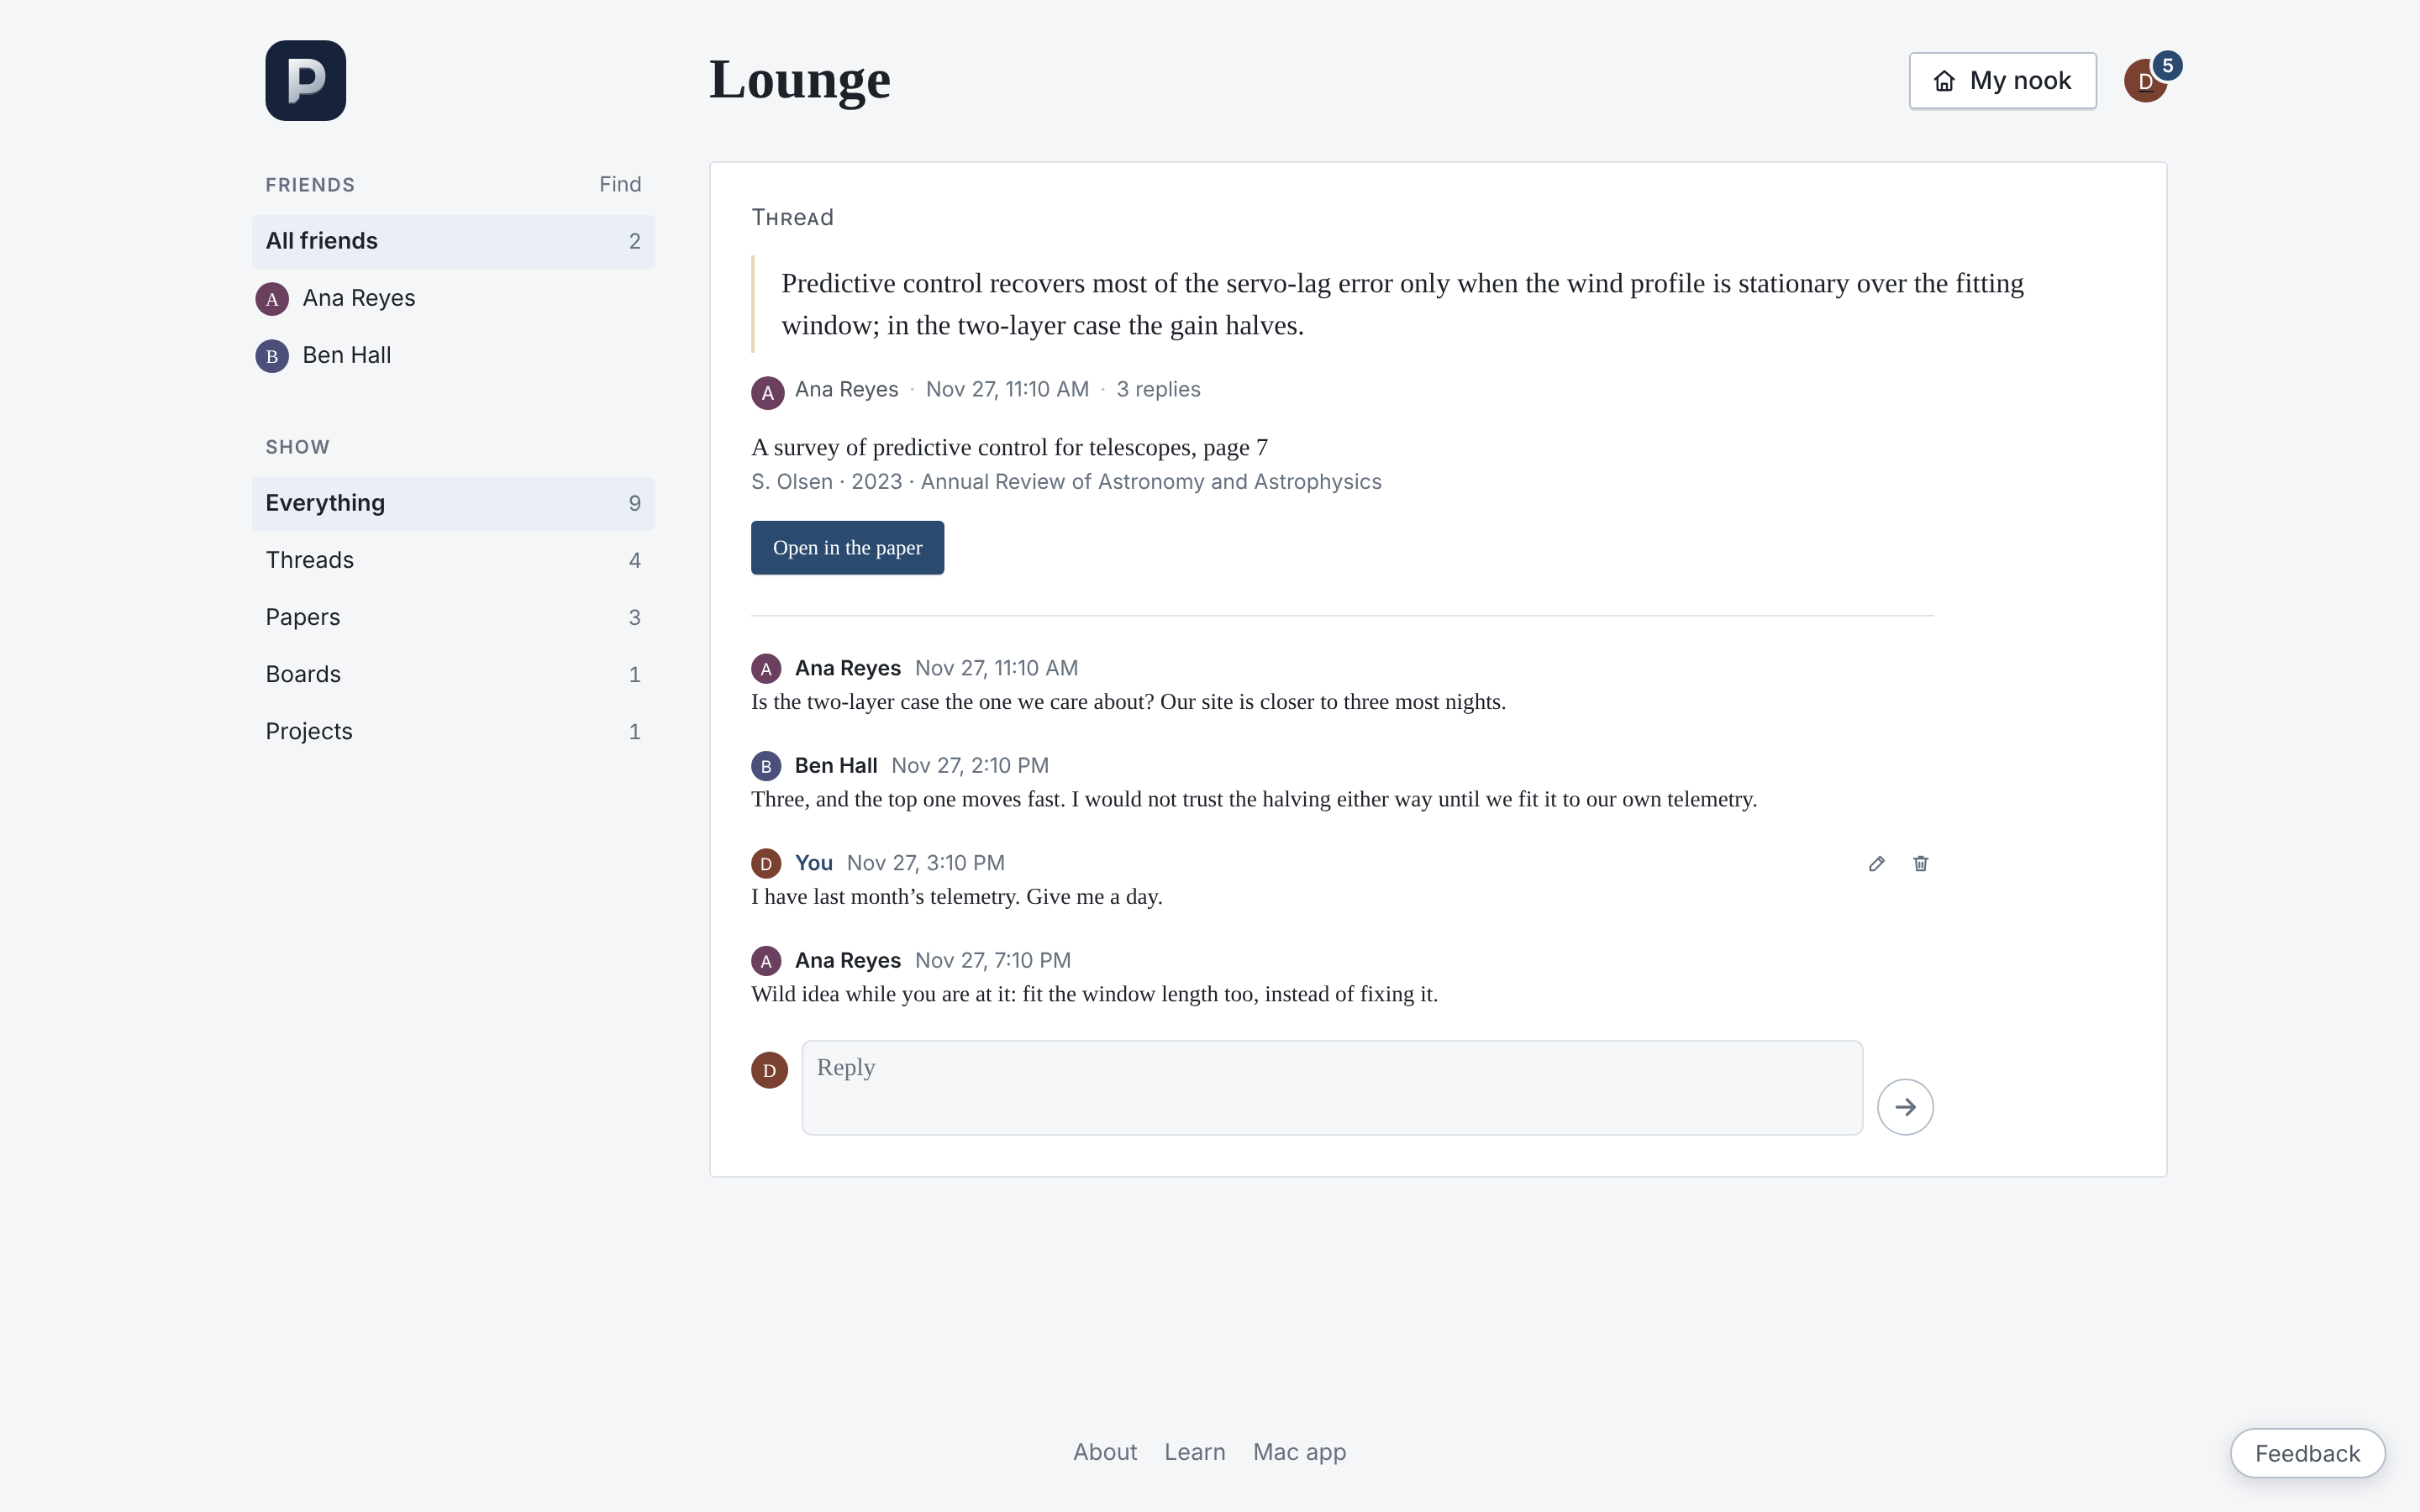 P
Lounge
My nook
D
5
FRIENDS
Find
All friends
2
A
Ana Reyes
B
Ben Hall
SHOW
Everything
9
Threads
4
Papers
3
Boards
1
Projects
1
Thread
Predictive control recovers most of the servo-lag error only when the wind profile is stationary over the fitting
window; in the two-layer case the gain halves.
A
Ana Reyes · Nov 27, 11:10 AM · 3 replies
A survey of predictive control for telescopes, page 7
S. Olsen · 2023 · Annual Review of Astronomy and Astrophysics
Open in the paper
A
Ana Reyes Nov 27, 11:10 AM
Is the two-layer case the one we care about? Our site is closer to three most nights.
B
Ben Hall Nov 27, 2:10 PM
Three, and the top one moves fast. I would not trust the halving either way until we fit it to our own telemetry.
D
You Nov 27, 3:10 PM
I have last month’s telemetry. Give me a day.
A
Ana Reyes Nov 27, 7:10 PM
Wild idea while you are at it: fit the window length too, instead of fixing it.
D
Reply
About Learn Mac app
Feedback